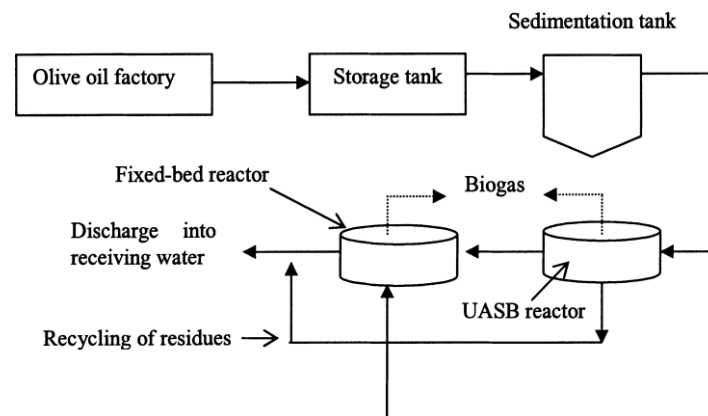 Sedimentation tank
Olive oil factory
Storage tank
Fixed-bed reactor
Biogas
Discharge into
receiving water
UASB reactor
Recycling of residues